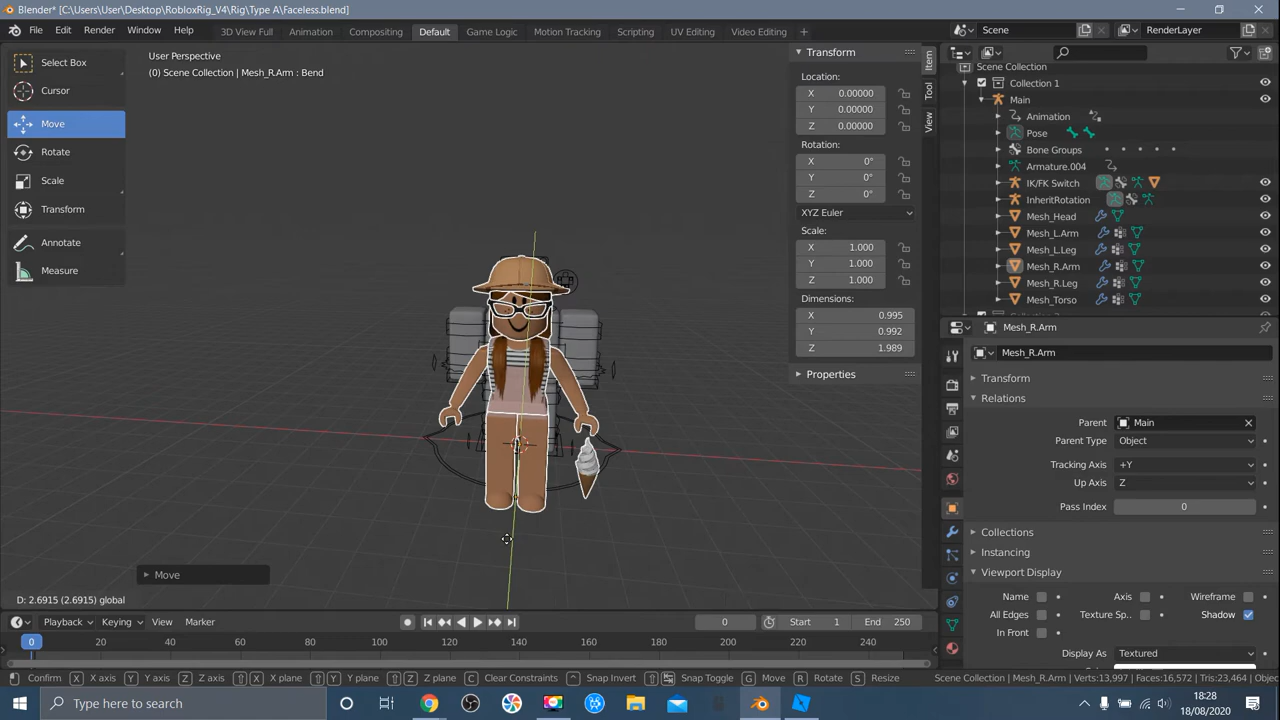 Blender* [C:\Users\User\Desktop\RobloxRig_V4\Rig\Type A\Faceless.blend]
File Edit Render Window Help 3D View Full Animation Compositing Default Game Logic Motion Tracking Scripting UV Editing Video Editing + Scene RenderLayer
Select Box
Cursor
Move
Rotate
Scale
Transform
Annotate
Measure
User Perspective
(0) Scene Collection | Mesh_R.Arm : Bend
Transform
Location:
X 0.00000
Y 0.00000
Z 0.00000
Rotation:
X 0°
Y 0°
Z 0°
XYZ Euler
Scale:
X 1.000
Y 1.000
Z 1.000
Dimensions:
X 0.995
Y 0.992
Z 1.989
Properties
Item
Tool
View
Scene Collection
Collection 1
Main
Animation
Pose
Bone Groups
Armature.004
IK/FK Switch
InheritRotation
Mesh_Head
Mesh_L.Arm
Mesh_L.Leg
Mesh_R.Arm
Mesh_R.Leg
Mesh_Torso
Mesh_R.Arm
Mesh_R.Arm
Transform
Relations
Parent Main
Parent Type Object
Tracking Axis +Y
Up Axis Z
Pass Index 0
Collections
Instancing
Viewport Display
Name Axis Wireframe
All Edges Texture Sp.. Shadow
In Front
Display As Textured
Move
D: 2.6915 (2.6915) global
Playback Keying View Marker 0 Start 1 End 250
0 20 40 60 80 100 120 140 160 180 200 220 240
Confirm X X axis Y Y axis Z Z axis X X plane Y Y plane Z Z plane C Clear Constraints Snap Invert Snap Toggle G Move R Rotate S Resize Scene Collection | Mesh_R.Arm | Verts:13,997 | Faces:16,572 | Tris:23,464 | Obje
Type here to search
18:28
18/08/2020